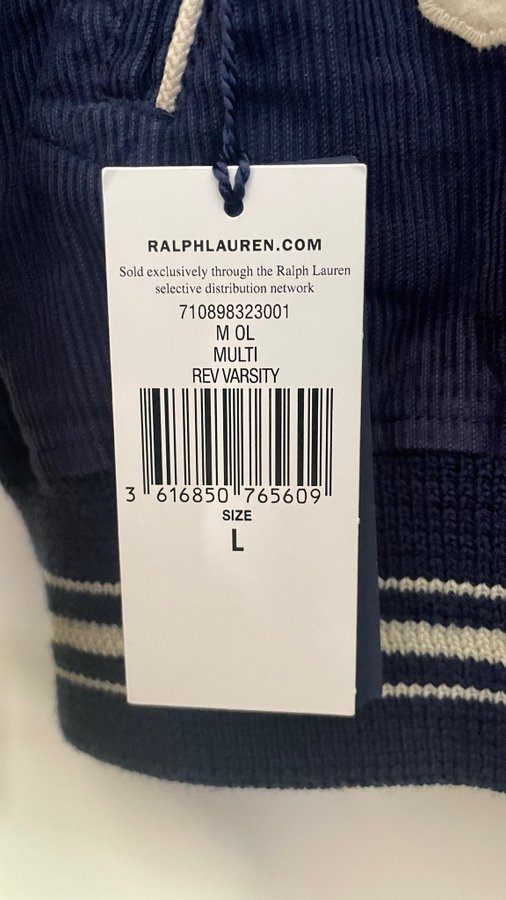 RALPHLAUREN.COM
Sold exclusively through the Ralph Lauren
selective distribution network
710898323001
M OL
MULTI
REV VARSITY
3 616850 765609
SIZE
L